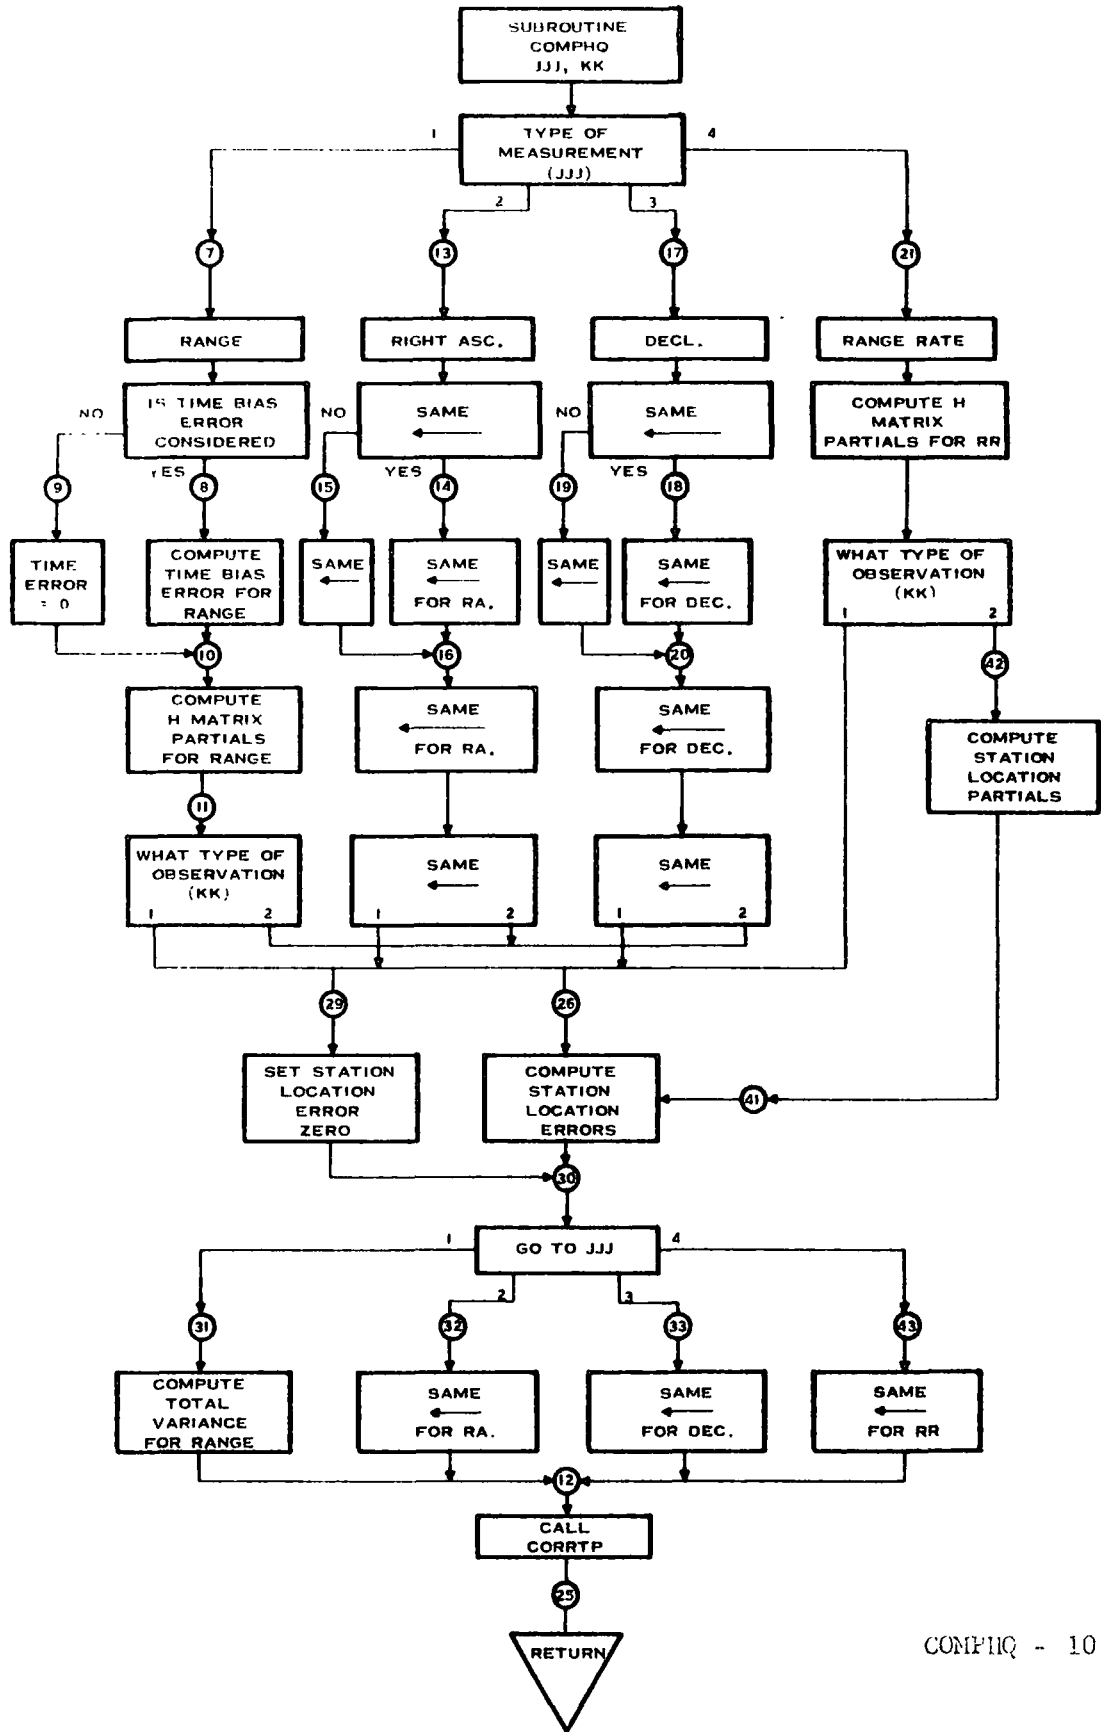 SUBROUTINE
COMPHQ
JJJ, KK
TYPE OF
MEASUREMENT
(JJJ)
1
4
2
3
7
13
17
21
RANGE
RIGHT ASC.
DECL.
RANGE RATE
IS TIME BIAS
ERROR
CONSIDERED
NO
YES
SAME
NO
YES
SAME
NO
YES
COMPUTE H
MATRIX
PARTIALS FOR RR
9
8
15
14
19
18
TIME
ERROR
= 0
COMPUTE
TIME BIAS
ERROR FOR
RANGE
SAME
SAME
FOR RA.
SAME
SAME
FOR DEC.
WHAT TYPE OF
OBSERVATION
(KK)
1
2
10
16
20
42
COMPUTE
H MATRIX
PARTIALS
FOR RANGE
SAME
FOR RA.
SAME
FOR DEC.
COMPUTE
STATION
LOCATION
PARTIALS
11
WHAT TYPE OF
OBSERVATION
(KK)
1
2
SAME
1
2
SAME
1
2
29
26
SET STATION
LOCATION
ERROR
ZERO
COMPUTE
STATION
LOCATION
ERRORS
41
30
GO TO JJJ
1
4
2
3
31
32
33
43
COMPUTE
TOTAL
VARIANCE
FOR RANGE
SAME
FOR RA.
SAME
FOR DEC.
SAME
FOR RR
12
CALL
CORRTP
25
RETURN
COMPHQ - 10